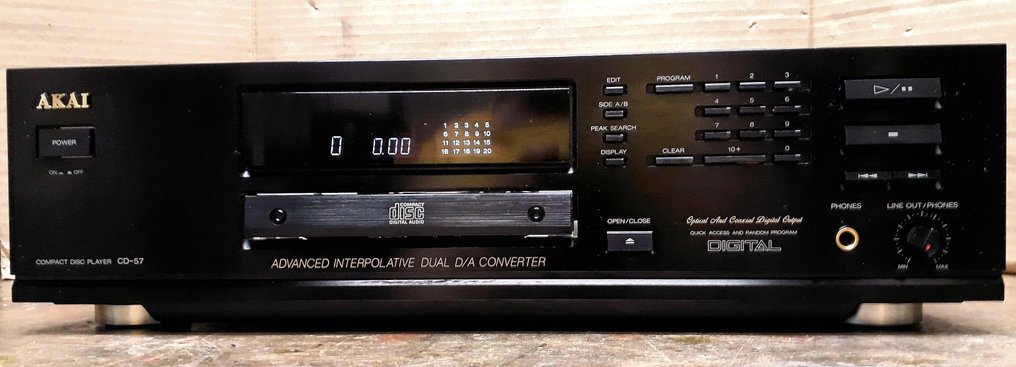 AKAI
POWER
ON OFF
COMPACT DISC PLAYER CD-57
0 0.00
1 2 3 4 5
6 7 8 9 10
11 12 13 14 15
16 17 18 19 20
COMPACT
disc
DIGITAL AUDIO
ADVANCED INTERPOLATIVE DUAL D/A CONVERTER
EDIT
SIDE A/B
PEAK SEARCH
DISPLAY
PROGRAM 1 2 3
4 5 6
7 8 9
CLEAR 10+ 0
OPEN/CLOSE
Optical And Coaxial Digital Output
QUICK ACCESS AND RANDOM PROGRAM
DIGITAL
PHONES
LINE OUT/PHONES
MIN MAX